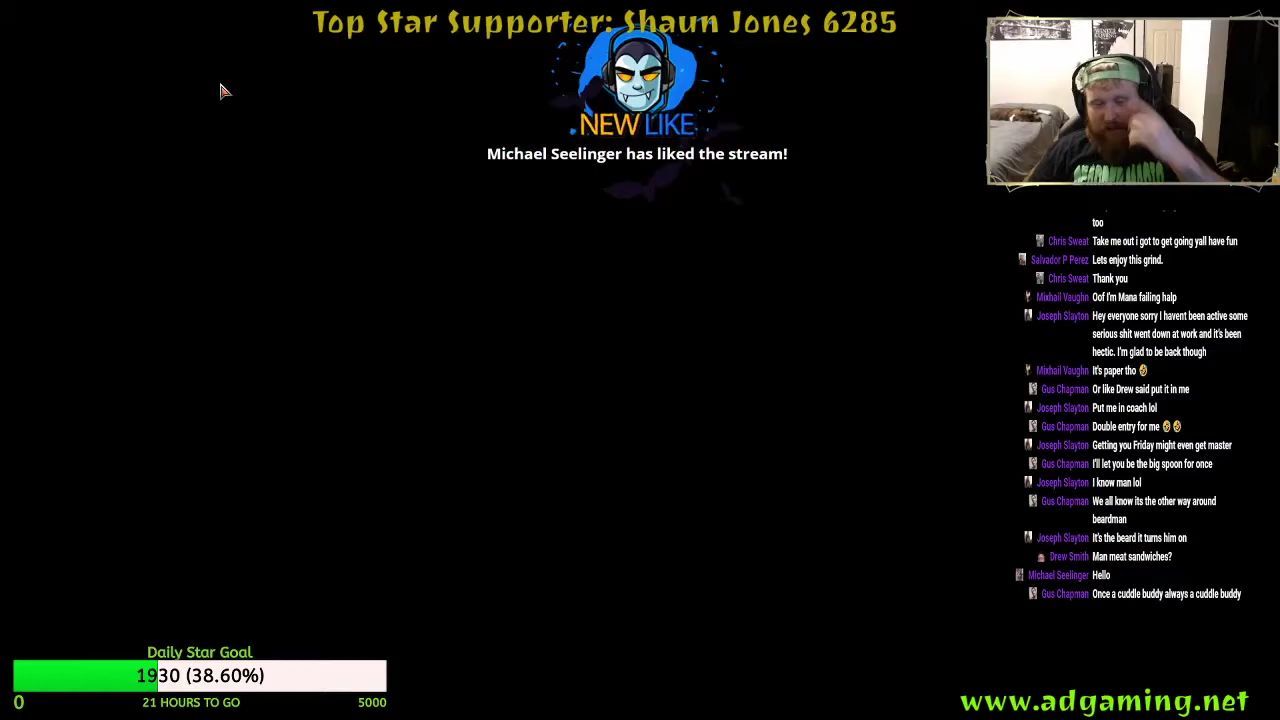 Top Star Supporter: Shaun Jones 6285
NEW LIKE
Michael Seelinger has liked the stream!
WINTER
COMING
too
Chris Sweat Take me out i got to get going yall have fun
Salvador P Perez Lets enjoy this grind.
Chris Sweat Thank you
Mixhail Vaughn Oof I'm Mana failing halp
Joseph Slayton Hey everyone sorry I havent been active some
serious shit went down at work and it's been
hectic. I'm glad to be back though
Mixhail Vaughn It's paper tho 🤣
Gus Chapman Or like Drew said put it in me
Joseph Slayton Put me in coach lol
Gus Chapman Double entry for me 🤣🤣
Joseph Slayton Getting you Friday might even get master
Gus Chapman I'll let you be the big spoon for once
Joseph Slayton I know man lol
Gus Chapman We all know its the other way around
beardman
Joseph Slayton It's the beard it turns him on
Drew Smith Man meat sandwiches?
Michael Seelinger Hello
Gus Chapman Once a cuddle buddy always a cuddle buddy
Daily Star Goal
1930 (38.60%)
0 21 HOURS TO GO 5000
www.adgaming.net